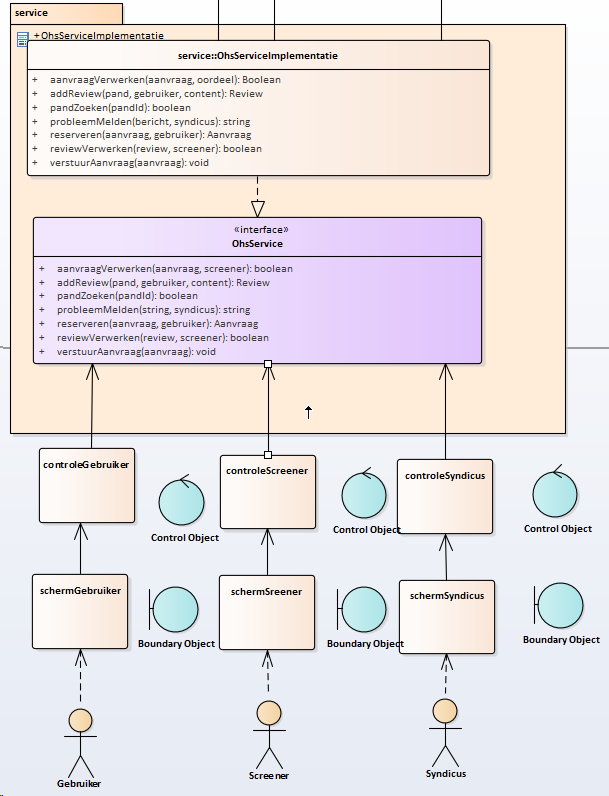 service
+ OhsServiceImplementatie
service::OhsServiceImplementatie
+ aanvraagVerwerken(aanvraag, oordeel): Boolean
+ addReview(pand, gebruiker, content): Review
+ pandZoeken(pandId): boolean
+ probleemMelden(bericht, syndicus): string
+ reserveren(aanvraag, gebruiker): Aanvraag
+ reviewVerwerken(review, screener): boolean
+ verstuurAanvraag(aanvraag): void
«interface»
OhsService
+ aanvraagVerwerken(aanvraag, screener): boolean
+ addReview(pand, gebruiker, content): Review
+ pandZoeken(pandId): boolean
+ probleemMelden(string, syndicus): string
+ reserveren(aanvraag, gebruiker): Aanvraag
+ reviewVerwerken(review, screener): boolean
+ verstuurAanvraag(aanvraag): void
controleGebruiker
controleScreener
controleSyndicus
Control Object
Control Object
Control Object
schermGebruiker
schermSreener
schermSyndicus
Boundary Object
Boundary Object
Boundary Object
Gebruiker
Screener
Syndicus